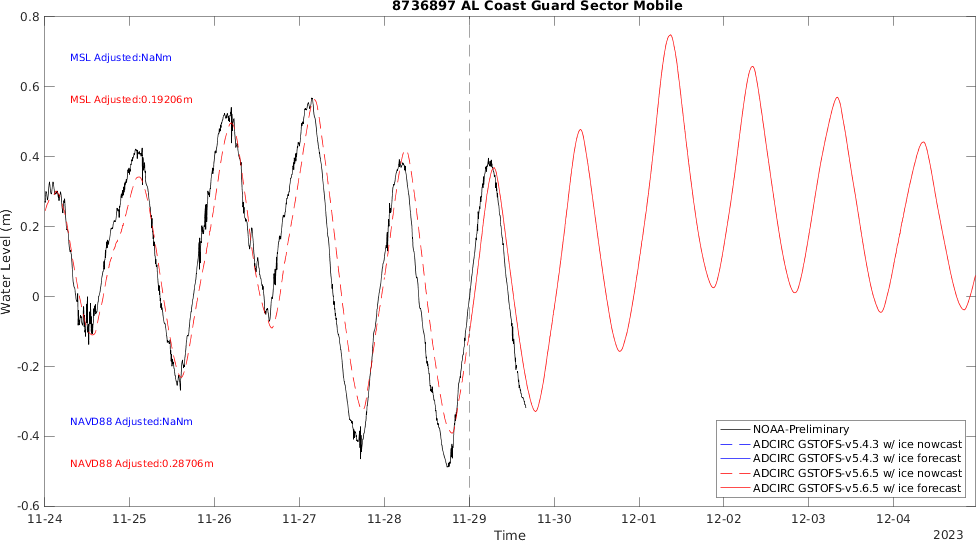 8736897 AL Coast Guard Sector Mobile
0.8
0.6
0.4
0.2
0
-0.2
-0.4
-0.6
Water Level (m)
MSL Adjusted:NaNm
MSL Adjusted:0.19206m
NAVD88 Adjusted:NaNm
NAVD88 Adjusted:0.28706m
NOAA-Preliminary
ADCIRC GSTOFS-v5.4.3 w/ ice nowcast
ADCIRC GSTOFS-v5.4.3 w/ ice forecast
ADCIRC GSTOFS-v5.6.5 w/ ice nowcast
ADCIRC GSTOFS-v5.6.5 w/ ice forecast
11-24 11-25 11-26 11-27 11-28 11-29 11-30 12-01 12-02 12-03 12-04
Time
2023